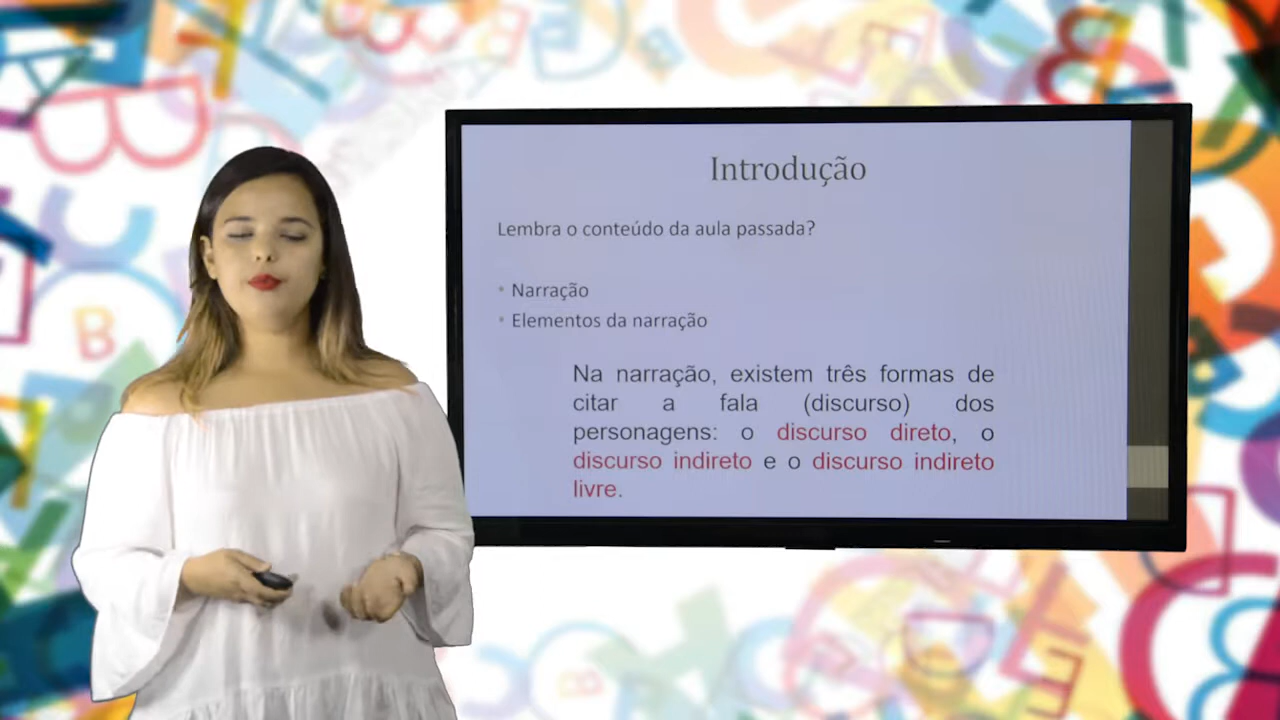 Introdução
Lembra o conteúdo da aula passada?
• Narração
• Elementos da narração
Na narração, existem três formas de
citar a fala (discurso) dos
personagens: o discurso direto, o
discurso indireto e o discurso indireto
livre.